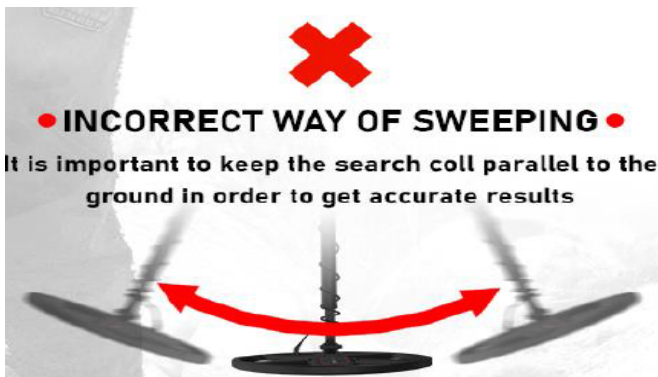 INCORRECT WAY OF SWEEPING
It is important to keep the search coll parallel to the
ground in order to get accurate results